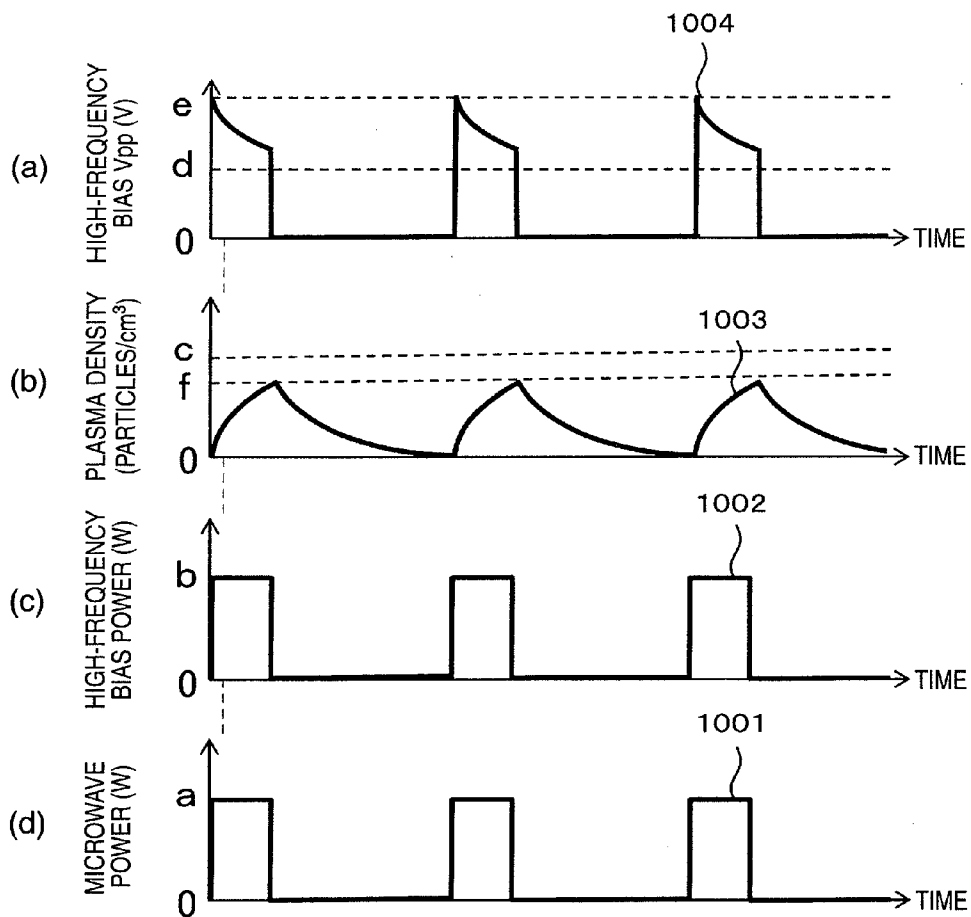 1004
(a)
HIGH-FREQUENCY
BIAS Vpp (V)
e
d
0
TIME
(b)
PLASMA DENSITY
(PARTICLES/cm³)
1003
c
f
0
TIME
(c)
HIGH-FREQUENCY
BIAS POWER (W)
1002
b
0
TIME
(d)
MICROWAVE
POWER (W)
1001
a
0
TIME